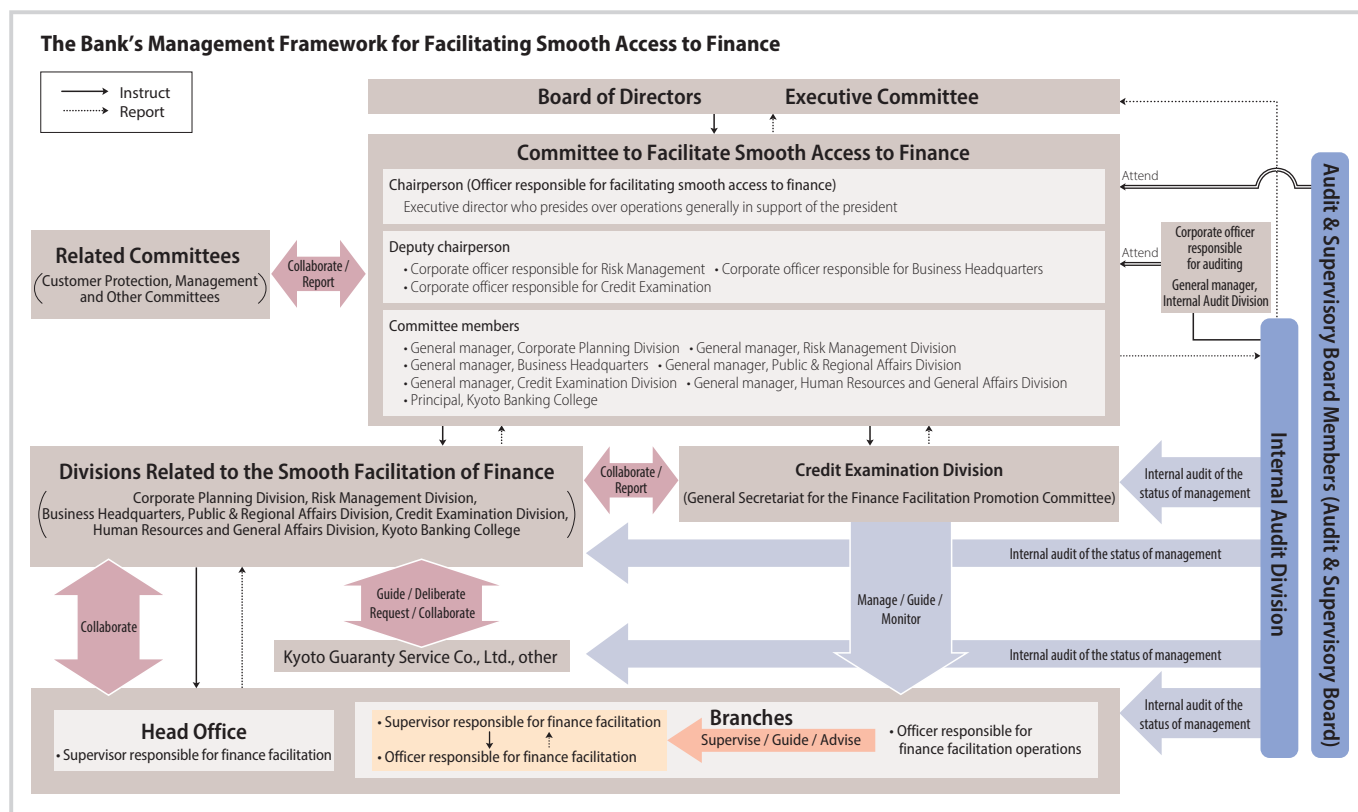 The Bank's Management Framework for Facilitating Smooth Access to Finance
Instruct
Report
Board of Directors Executive Committee
Committee to Facilitate Smooth Access to Finance
Chairperson (Officer responsible for facilitating smooth access to finance)
Executive director who presides over operations generally in support of the president
Deputy chairperson
• Corporate officer responsible for Risk Management • Corporate officer responsible for Business Headquarters
• Corporate officer responsible for Credit Examination
Committee members
• General manager, Corporate Planning Division • General manager, Risk Management Division
• General manager, Business Headquarters • General manager, Public & Regional Affairs Division
• General manager, Credit Examination Division • General manager, Human Resources and General Affairs Division
• Principal, Kyoto Banking College
Related Committees
(Customer Protection, Management
and Other Committees)
Collaborate /
Report
Attend
Attend
Corporate officer
responsible
for auditing
General manager,
Internal Audit Division
Audit & Supervisory Board Members (Audit & Supervisory Board)
Internal Audit Division
Divisions Related to the Smooth Facilitation of Finance
(Corporate Planning Division, Risk Management Division,
Business Headquarters, Public & Regional Affairs Division, Credit Examination Division,
Human Resources and General Affairs Division, Kyoto Banking College)
Collaborate /
Report
Credit Examination Division
(General Secretariat for the Finance Facilitation Promotion Committee)
Internal audit of the
status of management
Internal audit of the status of management
Collaborate
Guide / Deliberate
Request / Collaborate
Manage / Guide /
Monitor
Kyoto Guaranty Service Co., Ltd., other
Internal audit of the status of management
Internal audit of the
status of management
Head Office
• Supervisor responsible for finance facilitation
Branches
• Supervisor responsible for finance facilitation
• Officer responsible for finance facilitation
Supervise / Guide / Advise
• Officer responsible for
finance facilitation operations